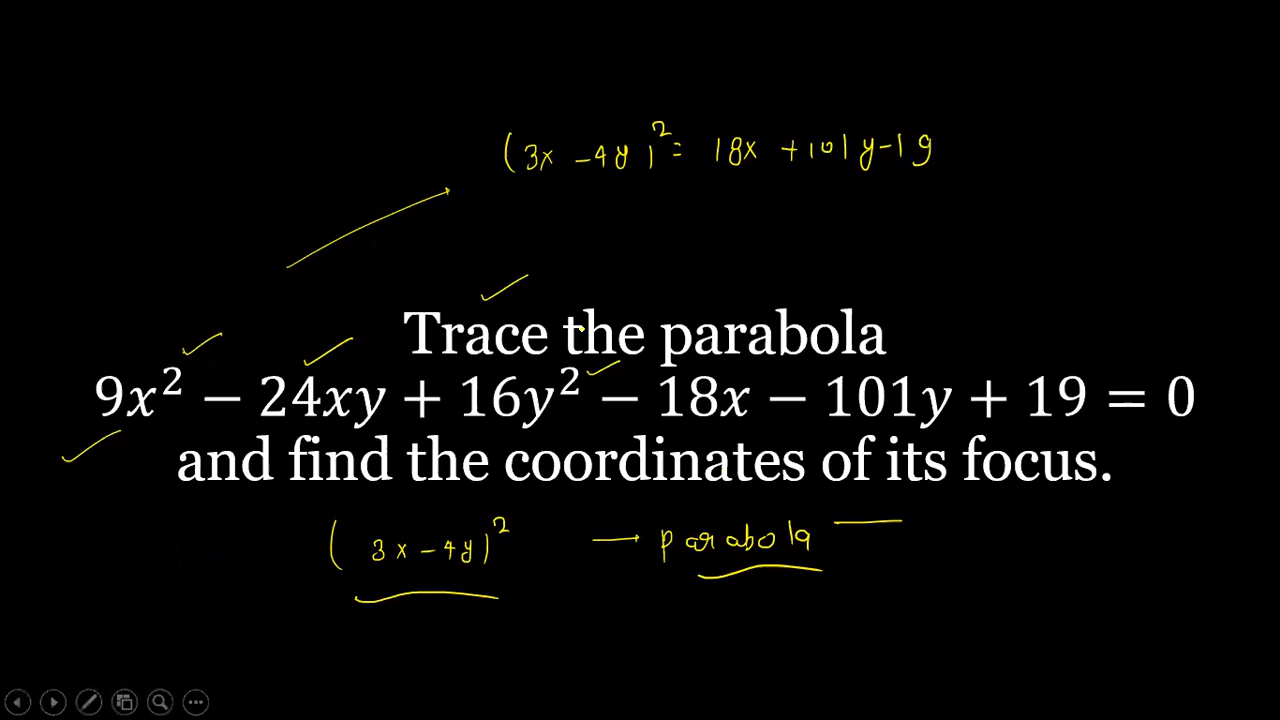 (3x - 4y)² = 18x + 101y - 19
Trace the parabola
9x² − 24xy + 16y² − 18x − 101y + 19 = 0
and find the coordinates of its focus.
(3x - 4y)² → parabola